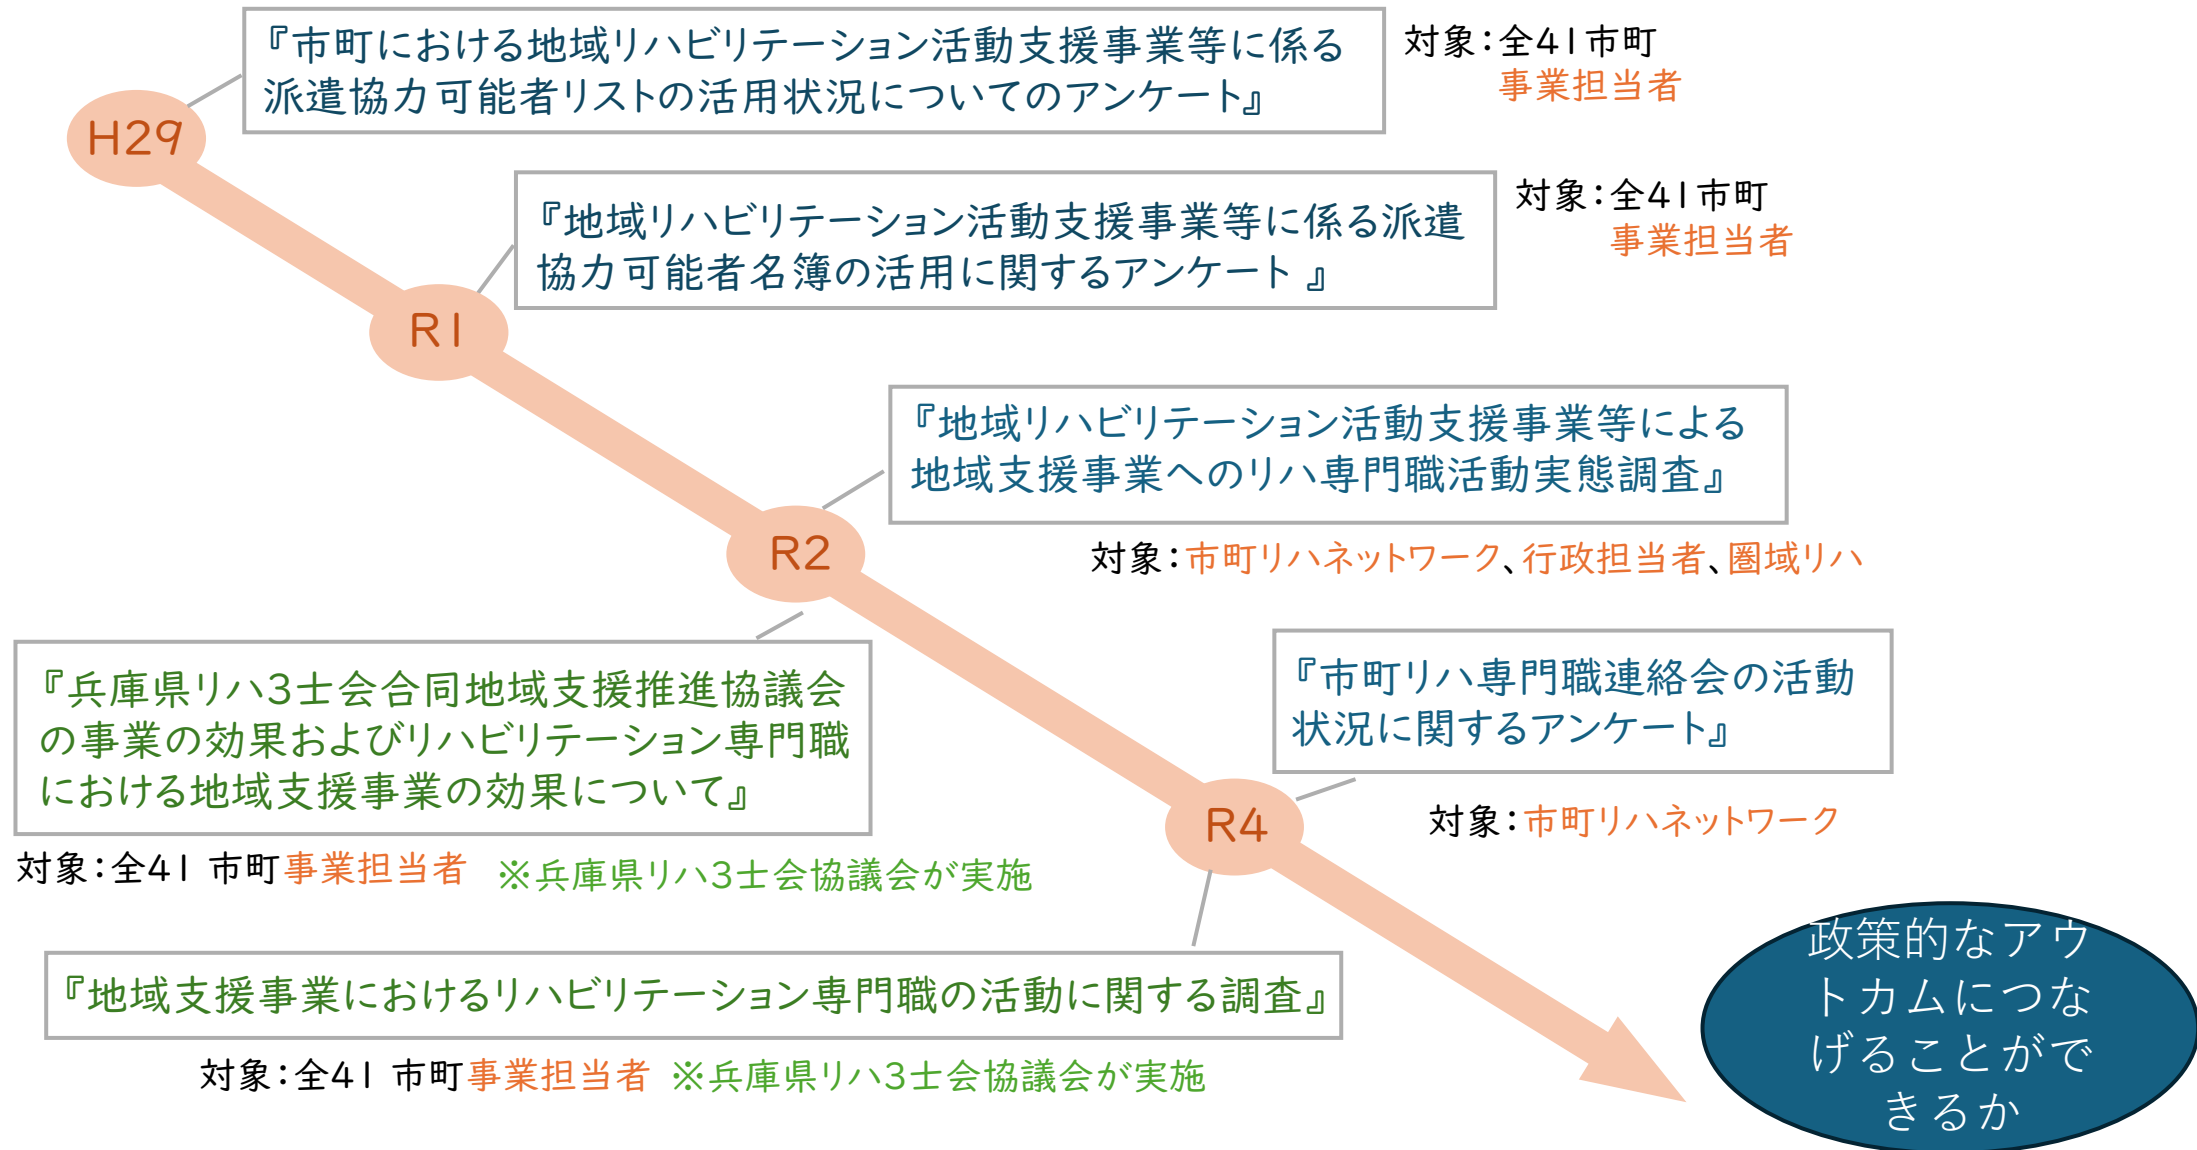 『市町における地域リハビリテーション活動支援事業等に係る
派遣協力可能者リストの活用状況についてのアンケート』
対象：全41市町
事業担当者
H29
『地域リハビリテーション活動支援事業等に係る派遣
協力可能者名簿の活用に関するアンケート 』
対象：全41市町
事業担当者
R1
『地域リハビリテーション活動支援事業等による
地域支援事業へのリハ専門職活動実態調査』
R2
対象：市町リハネットワーク、行政担当者、圏域リハ
『兵庫県リハ3士会合同地域支援推進協議会
の事業の効果およびリハビリテーション専門職
における地域支援事業の効果について』
対象：全41 市町事業担当者 ※兵庫県リハ3士会協議会が実施
『市町リハ専門職連絡会の活動
状況に関するアンケート』
R4
対象：市町リハネットワーク
『地域支援事業におけるリハビリテーション専門職の活動に関する調査』
対象：全41 市町事業担当者 ※兵庫県リハ3士会協議会が実施
政策的なアウ
トカムにつな
げることがで
きるか